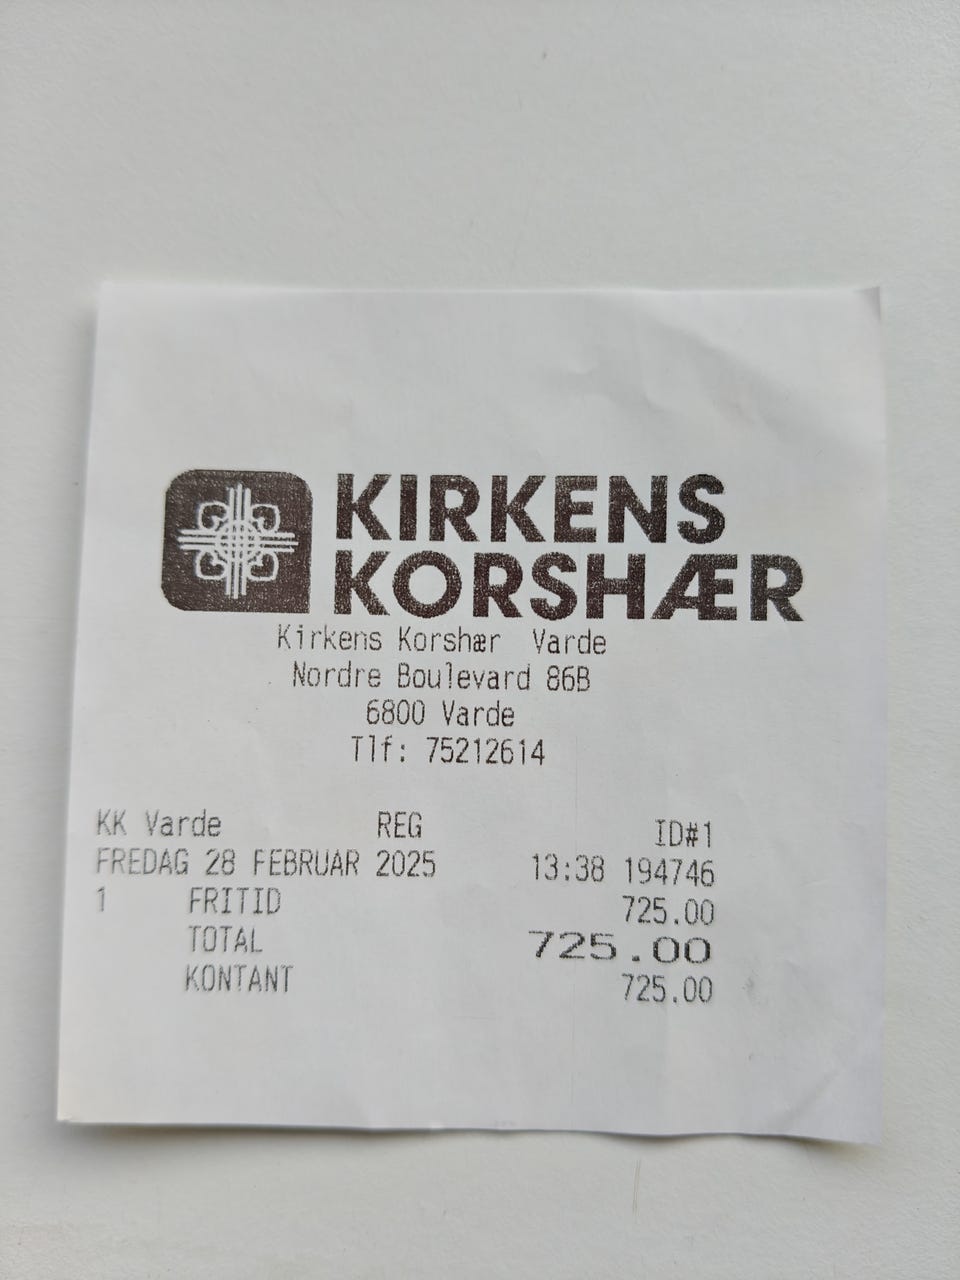 KIRKENS
KORSHÆR
Kirkens Korshær Varde
Nordre Boulevard 86B
6800 Varde
Tlf: 75212614
KK Varde REG ID#1
FREDAG 28 FEBRUAR 2025 13:38 194746
1 FRITID 725.00
TOTAL 725.00
KONTANT 725.00